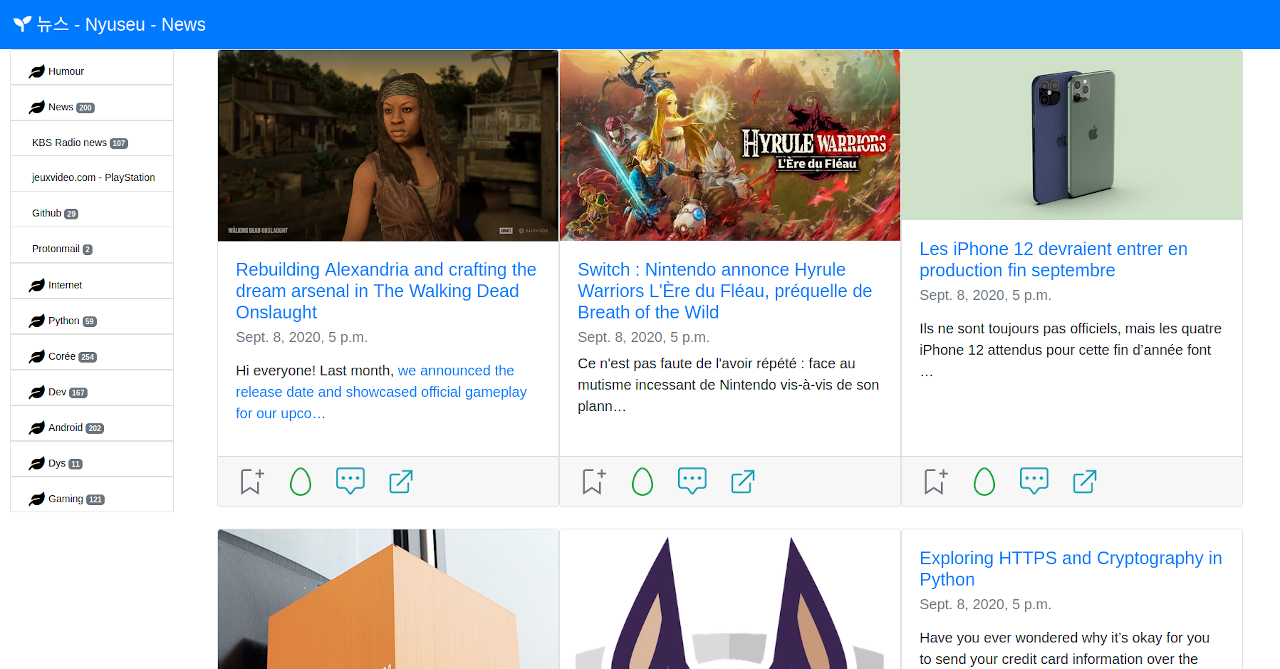 뉴스 - Nyuseu - News
Humour
News 200
KBS Radio news 107
jeuxvideo.com - PlayStation
Github 29
Protonmail 2
Internet
Python 59
Corée 254
Dev 167
Android 202
Dys 11
Gaming 121
THE WALKING DEAD ONSLAUGHT
AMC SURVIOS
Rebuilding Alexandria and crafting the
dream arsenal in The Walking Dead
Onslaught
Sept. 8, 2020, 5 p.m.
Hi everyone! Last month, we announced the
release date and showcased official gameplay
for our upco…
HYRULE WARRIORS
L'Ère du Fléau
Switch : Nintendo annonce Hyrule
Warriors L'Ère du Fléau, préquelle de
Breath of the Wild
Sept. 8, 2020, 5 p.m.
Ce n'est pas faute de l'avoir répété : face au
mutisme incessant de Nintendo vis-à-vis de son
plann…
Les iPhone 12 devraient entrer en
production fin septembre
Sept. 8, 2020, 5 p.m.
Ils ne sont toujours pas officiels, mais les quatre
iPhone 12 attendus pour cette fin d’année font
…
Exploring HTTPS and Cryptography in
Python
Sept. 8, 2020, 5 p.m.
Have you ever wondered why it’s okay for you
to send your credit card information over the